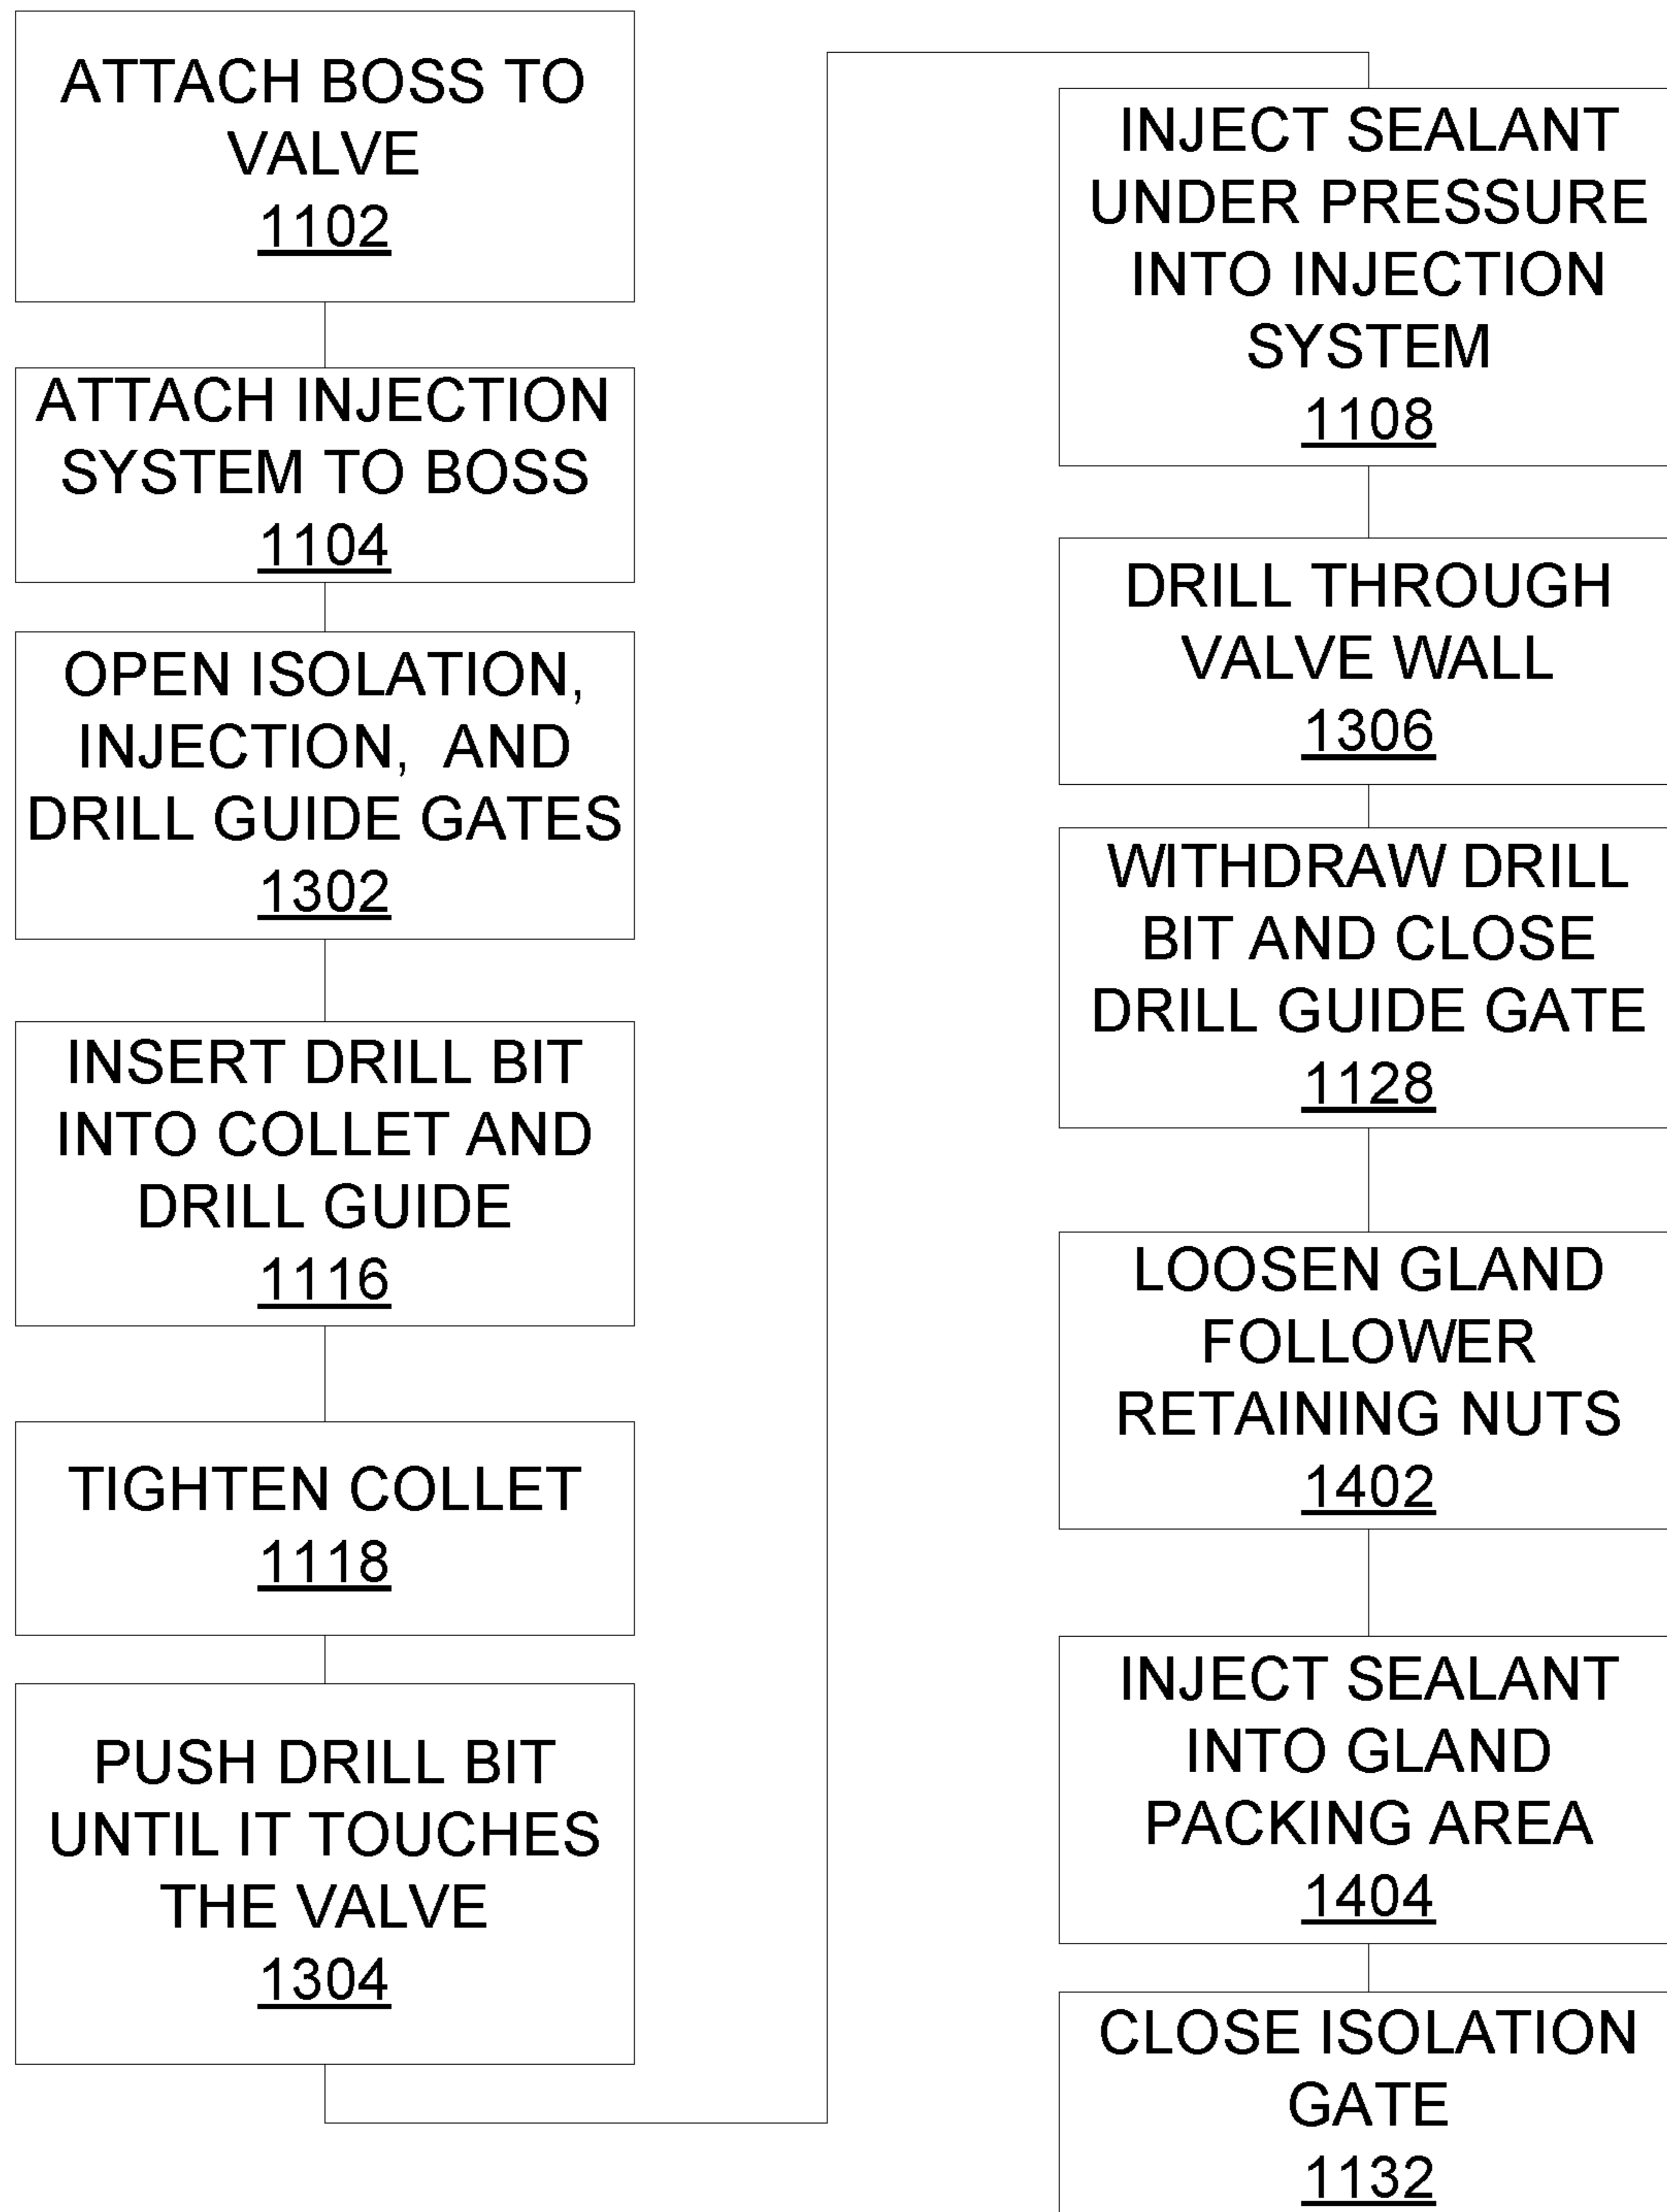 ATTACH BOSS TO
VALVE
1102
ATTACH INJECTION
SYSTEM TO BOSS
1104
OPEN ISOLATION,
INJECTION, AND
DRILL GUIDE GATES
1302
INSERT DRILL BIT
INTO COLLET AND
DRILL GUIDE
1116
TIGHTEN COLLET
1118
PUSH DRILL BIT
UNTIL IT TOUCHES
THE VALVE
1304
INJECT SEALANT
UNDER PRESSURE
INTO INJECTION
SYSTEM
1108
DRILL THROUGH
VALVE WALL
1306
WITHDRAW DRILL
BIT AND CLOSE
DRILL GUIDE GATE
1128
LOOSEN GLAND
FOLLOWER
RETAINING NUTS
1402
INJECT SEALANT
INTO GLAND
PACKING AREA
1404
CLOSE ISOLATION
GATE
1132